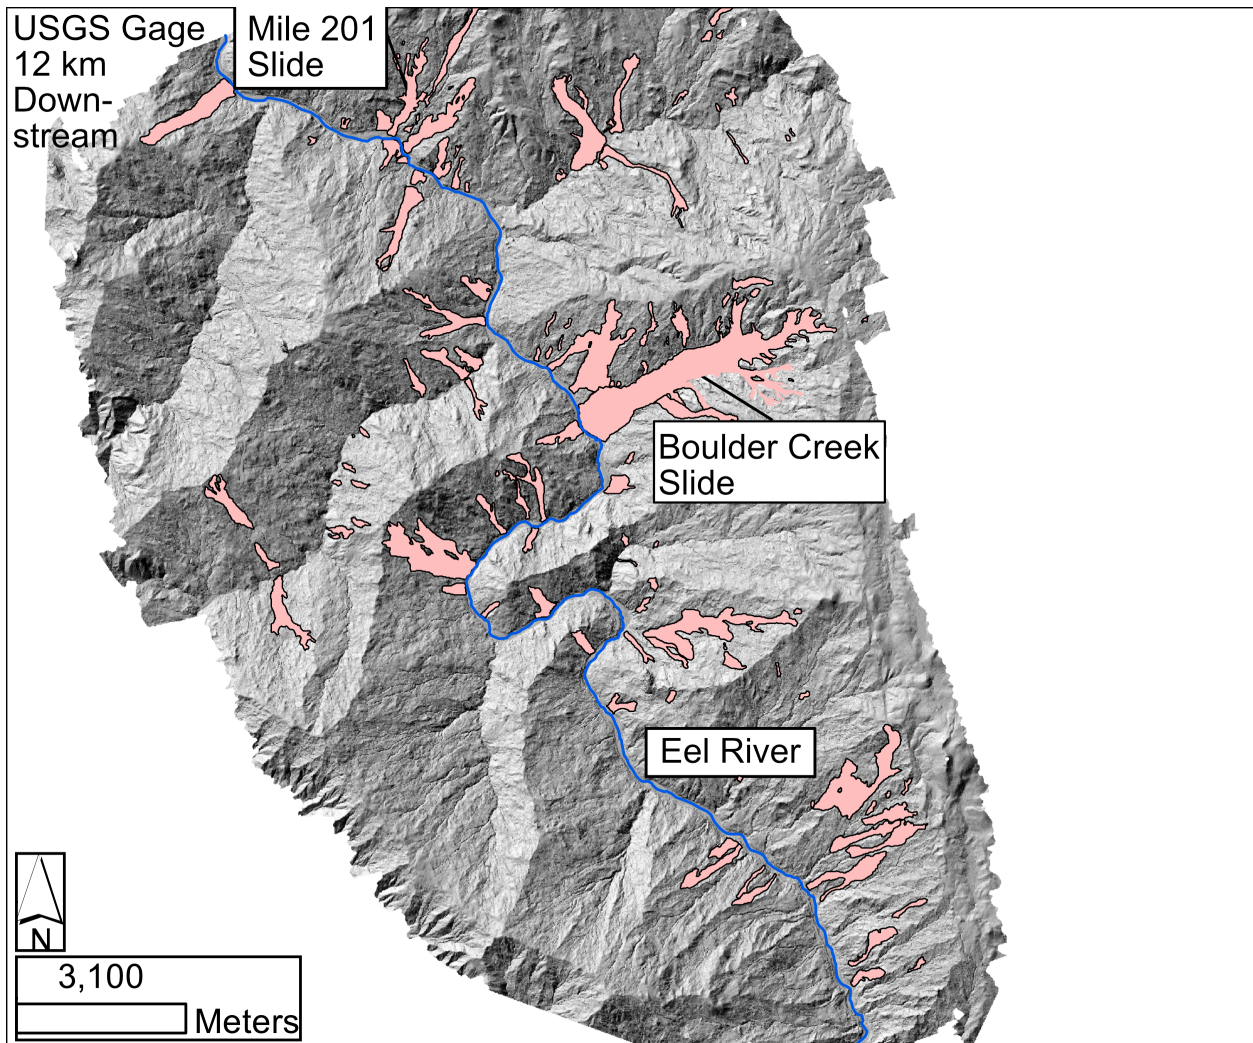 USGS Gage
12 km
Down-
stream
Mile 201
Slide
Boulder Creek
Slide
Eel River
N
3,100
Meters